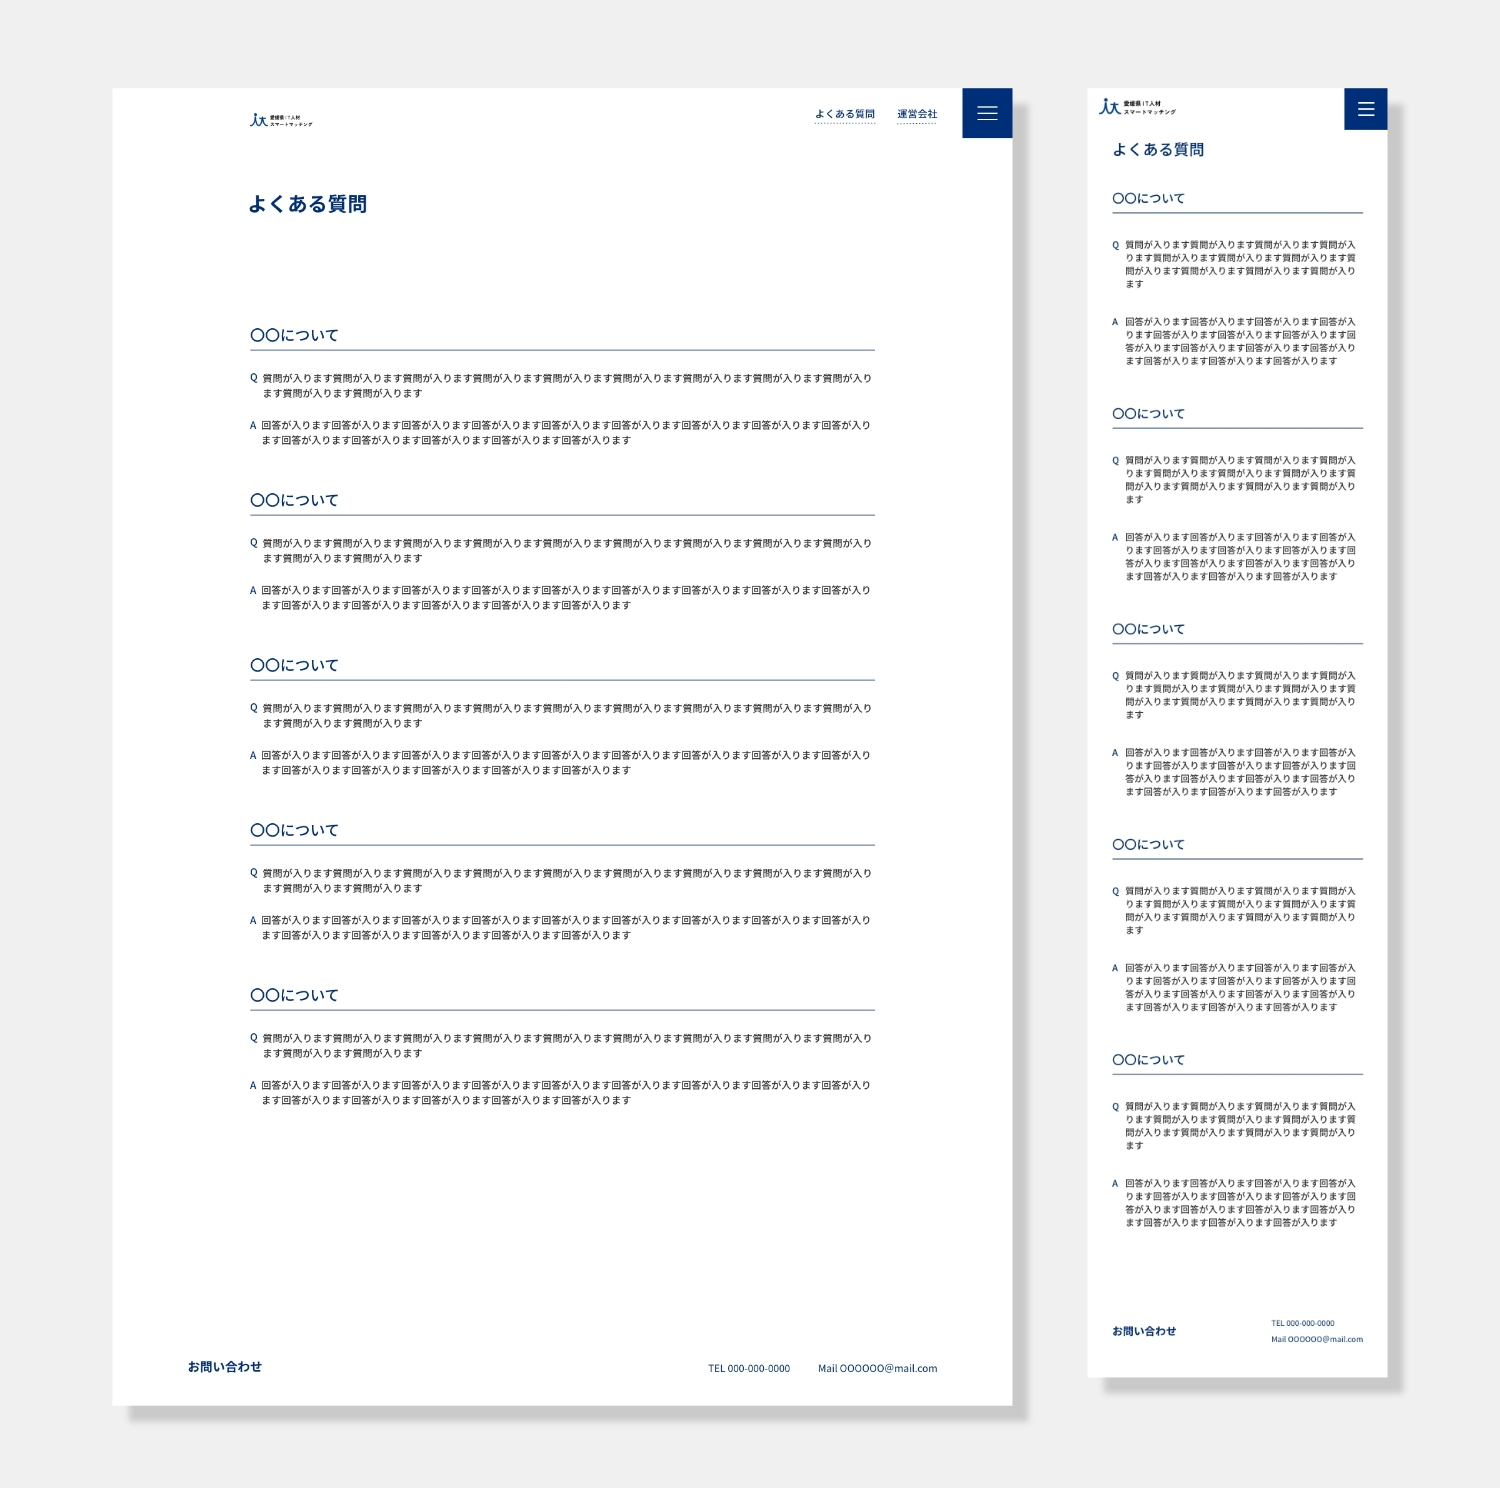 愛媛県IT人材
スマートマッチング
よくある質問
運営会社
よくある質問
〇〇について
Q 質問が入ります質問が入ります質問が入ります質問が入ります質問が入ります質問が入ります質問が入ります質問が入ります質問が入り
ます質問が入ります質問が入ります
A 回答が入ります回答が入ります回答が入ります回答が入ります回答が入ります回答が入ります回答が入ります回答が入ります回答が入り
ます回答が入ります回答が入ります回答が入ります回答が入ります回答が入ります
〇〇について
Q 質問が入ります質問が入ります質問が入ります質問が入ります質問が入ります質問が入ります質問が入ります質問が入ります質問が入り
ます質問が入ります質問が入ります
A 回答が入ります回答が入ります回答が入ります回答が入ります回答が入ります回答が入ります回答が入ります回答が入ります回答が入り
ます回答が入ります回答が入ります回答が入ります回答が入ります回答が入ります
〇〇について
Q 質問が入ります質問が入ります質問が入ります質問が入ります質問が入ります質問が入ります質問が入ります質問が入ります質問が入り
ます質問が入ります質問が入ります
A 回答が入ります回答が入ります回答が入ります回答が入ります回答が入ります回答が入ります回答が入ります回答が入ります回答が入り
ます回答が入ります回答が入ります回答が入ります回答が入ります回答が入ります
〇〇について
Q 質問が入ります質問が入ります質問が入ります質問が入ります質問が入ります質問が入ります質問が入ります質問が入ります質問が入り
ます質問が入ります質問が入ります
A 回答が入ります回答が入ります回答が入ります回答が入ります回答が入ります回答が入ります回答が入ります回答が入ります回答が入り
ます回答が入ります回答が入ります回答が入ります回答が入ります回答が入ります
〇〇について
Q 質問が入ります質問が入ります質問が入ります質問が入ります質問が入ります質問が入ります質問が入ります質問が入ります質問が入り
ます質問が入ります質問が入ります
A 回答が入ります回答が入ります回答が入ります回答が入ります回答が入ります回答が入ります回答が入ります回答が入ります回答が入り
ます回答が入ります回答が入ります回答が入ります回答が入ります回答が入ります
お問い合わせ
TEL 000-000-0000
Mail OOOOOO@mail.com
愛媛県IT人材
スマートマッチング
よくある質問
〇〇について
Q 質問が入ります質問が入ります質問が入ります質問が入
ります質問が入ります質問が入ります質問が入ります質
問が入ります質問が入ります質問が入ります質問が入り
ます
A 回答が入ります回答が入ります回答が入ります回答が入
ります回答が入ります回答が入ります回答が入ります回
答が入ります回答が入ります回答が入ります回答が入り
ます回答が入ります回答が入ります回答が入ります
〇〇について
Q 質問が入ります質問が入ります質問が入ります質問が入
ります質問が入ります質問が入ります質問が入ります質
問が入ります質問が入ります質問が入ります質問が入り
ます
A 回答が入ります回答が入ります回答が入ります回答が入
ります回答が入ります回答が入ります回答が入ります回
答が入ります回答が入ります回答が入ります回答が入り
ます回答が入ります回答が入ります回答が入ります
〇〇について
Q 質問が入ります質問が入ります質問が入ります質問が入
ります質問が入ります質問が入ります質問が入ります質
問が入ります質問が入ります質問が入ります質問が入り
ます
A 回答が入ります回答が入ります回答が入ります回答が入
ります回答が入ります回答が入ります回答が入ります回
答が入ります回答が入ります回答が入ります回答が入り
ます回答が入ります回答が入ります回答が入ります
〇〇について
Q 質問が入ります質問が入ります質問が入ります質問が入
ります質問が入ります質問が入ります質問が入ります質
問が入ります質問が入ります質問が入ります質問が入り
ます
A 回答が入ります回答が入ります回答が入ります回答が入
ります回答が入ります回答が入ります回答が入ります回
答が入ります回答が入ります回答が入ります回答が入り
ます回答が入ります回答が入ります回答が入ります
〇〇について
Q 質問が入ります質問が入ります質問が入ります質問が入
ります質問が入ります質問が入ります質問が入ります質
問が入ります質問が入ります質問が入ります質問が入り
ます
A 回答が入ります回答が入ります回答が入ります回答が入
ります回答が入ります回答が入ります回答が入ります回
答が入ります回答が入ります回答が入ります回答が入り
ます回答が入ります回答が入ります回答が入ります
お問い合わせ
TEL 000-000-0000
Mail OOOOOO@mail.com